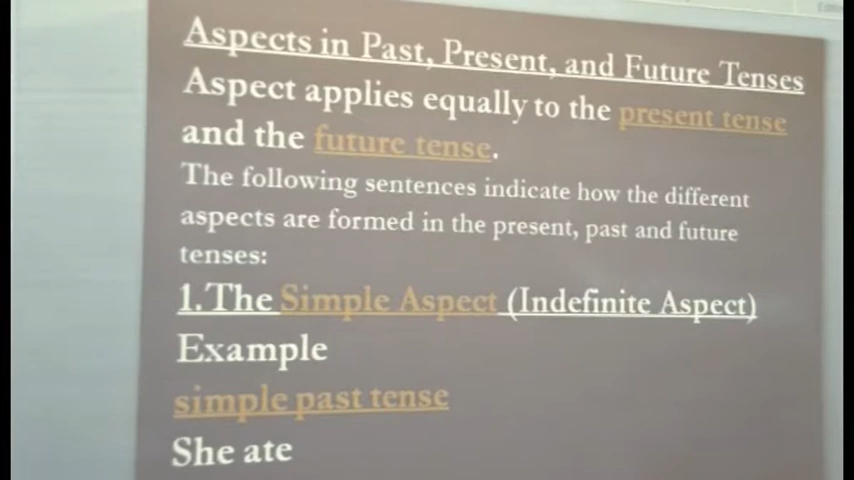 Aspects in Past, Present, and Future Tenses
Aspect applies equally to the present tense
and the future tense.
The following sentences indicate how the different
aspects are formed in the present, past and future
tenses:
1.The Simple Aspect (Indefinite Aspect)
Example
simple past tense
She ate